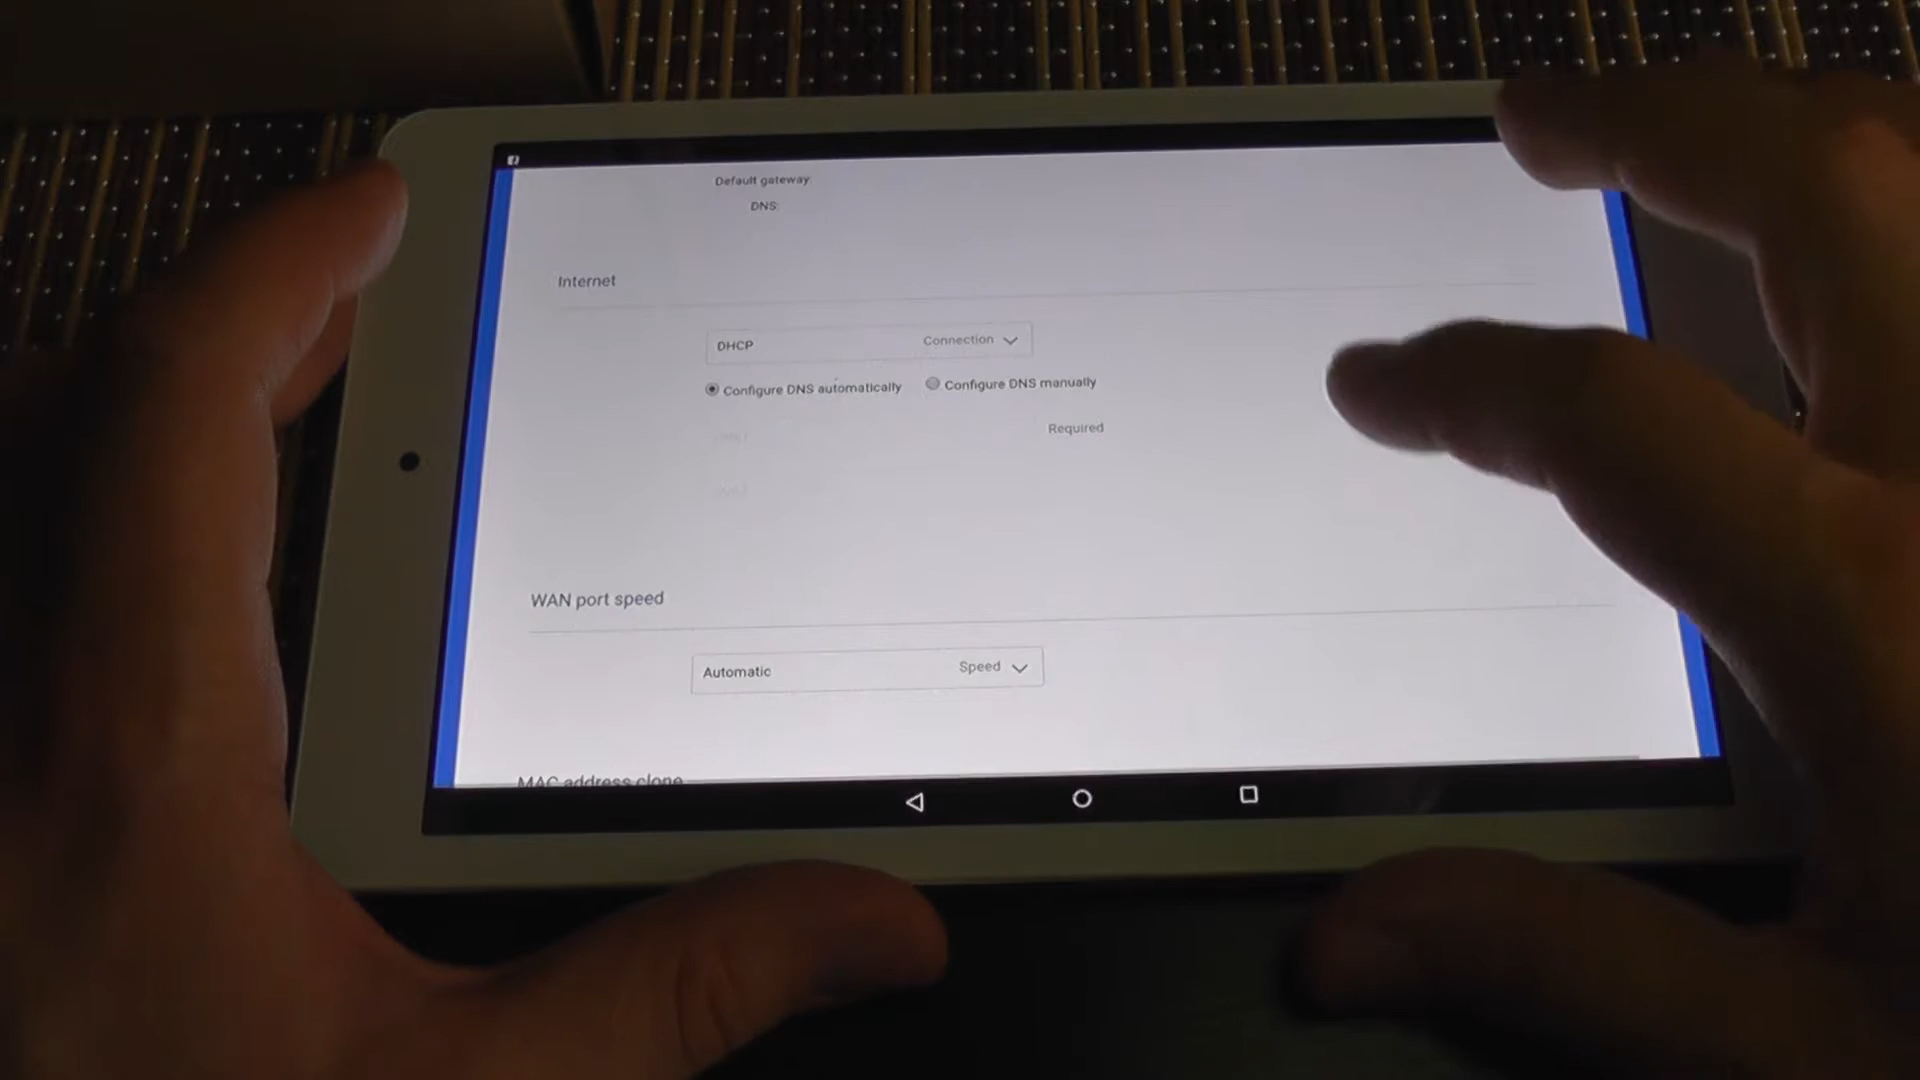 Default gateway:
DNS:
Internet
DHCP Connection
Configure DNS automatically Configure DNS manually
Required
WAN port speed
Automatic Speed
MAC address clone